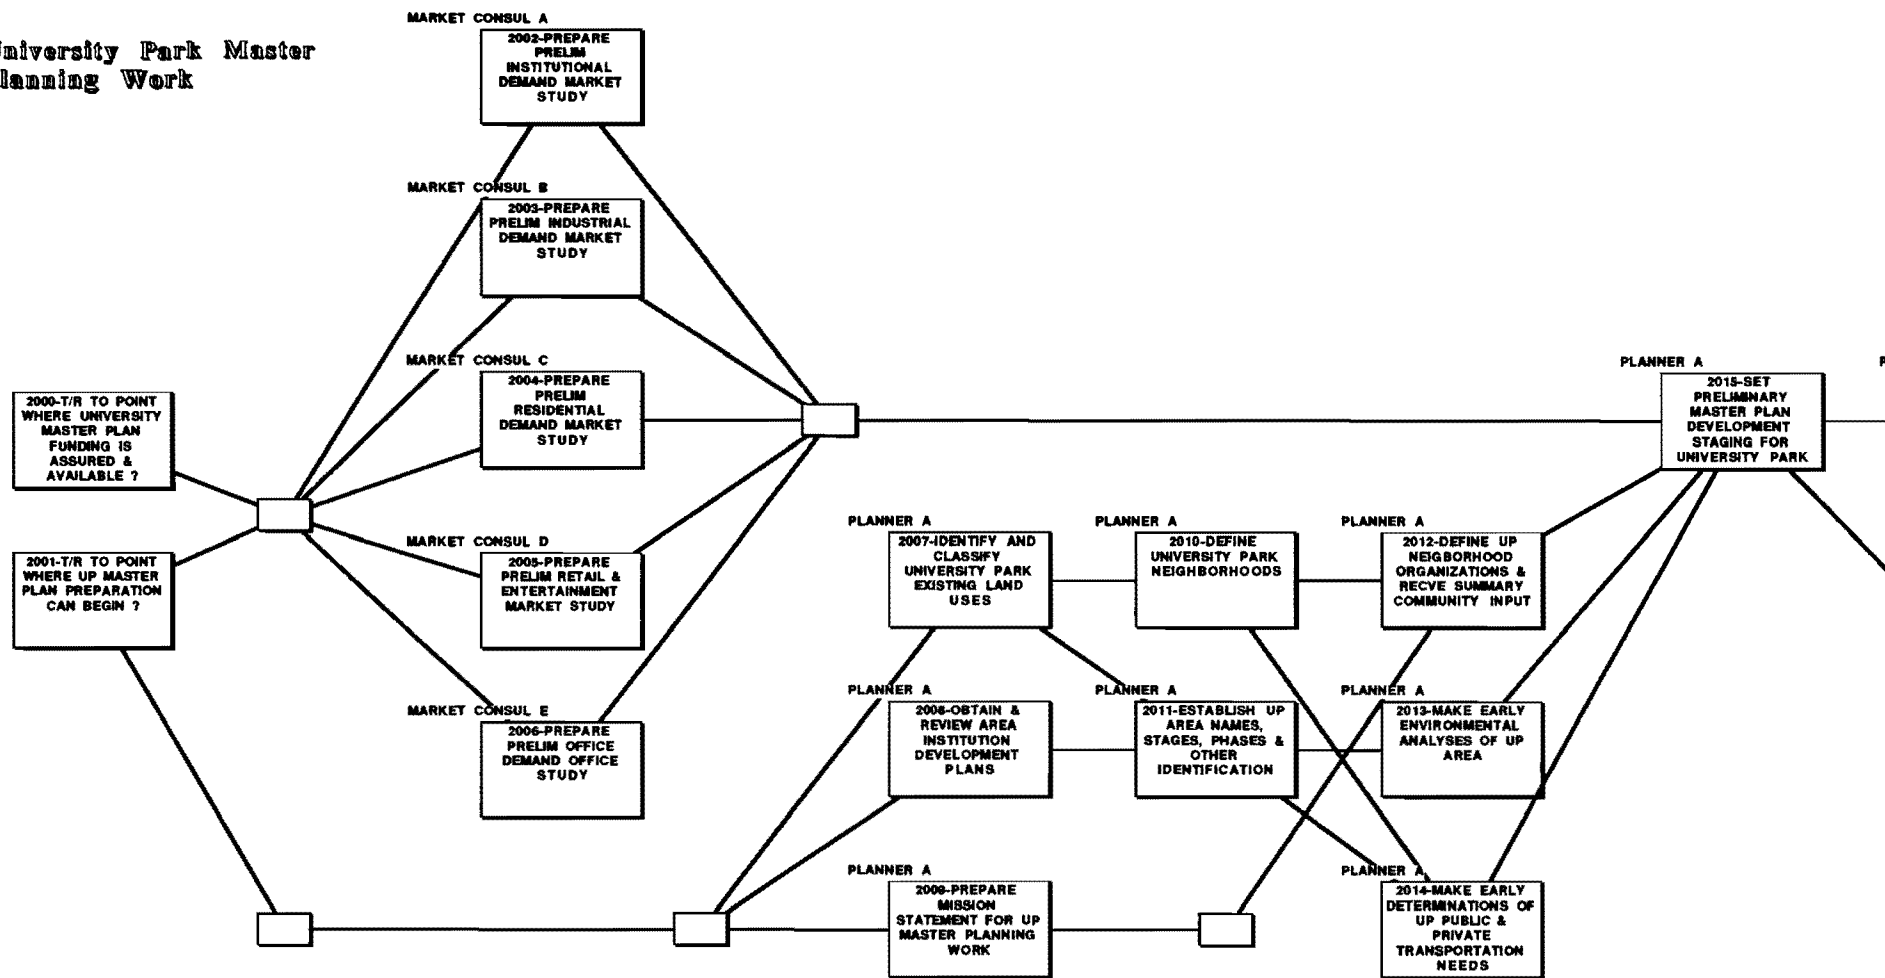 niversity Park Master
lanning Work
MARKET CONSUL A
2002-PREPARE
PRELIM
INSTITUTIONAL
DEMAND MARKET
STUDY
MARKET CONSUL B
2003-PREPARE
PRELIM INDUSTRIAL
DEMAND MARKET
STUDY
MARKET CONSUL C
2004-PREPARE
PRELIM
RESIDENTIAL
DEMAND MARKET
STUDY
2000-T/R TO POINT
WHERE UNIVERSITY
MASTER PLAN
FUNDING IS
ASSURED &
AVAILABLE ?
2001-T/R TO POINT
WHERE UP MASTER
PLAN PREPARATION
CAN BEGIN ?
MARKET CONSUL D
2005-PREPARE
PRELIM RETAIL &
ENTERTAINMENT
MARKET STUDY
MARKET CONSUL E
2006-PREPARE
PRELIM OFFICE
DEMAND OFFICE
STUDY
PLANNER A
2007-IDENTIFY AND
CLASSIFY
UNIVERSITY PARK
EXISTING LAND
USES
PLANNER A
2008-OBTAIN &
REVIEW AREA
INSTITUTION
DEVELOPMENT
PLANS
PLANNER A
2009-PREPARE
MISSION
STATEMENT FOR UP
MASTER PLANNING
WORK
PLANNER A
2010-DEFINE
UNIVERSITY PARK
NEIGHBORHOODS
PLANNER A
2011-ESTABLISH UP
AREA NAMES,
STAGES, PHASES &
OTHER
IDENTIFICATION
PLANNER A
2012-DEFINE UP
NEIGBORHOOD
ORGANIZATIONS &
RECVE SUMMARY
COMMUNITY INPUT
PLANNER A
2013-MAKE EARLY
ENVIRONMENTAL
ANALYSES OF UP
AREA
PLANNER A
2014-MAKE EARLY
DETERMINATIONS OF
UP PUBLIC &
PRIVATE
TRANSPORTATION
NEEDS
PLANNER A
2015-SET
PRELIMINARY
MASTER PLAN
DEVELOPMENT
STAGING FOR
UNIVERSITY PARK